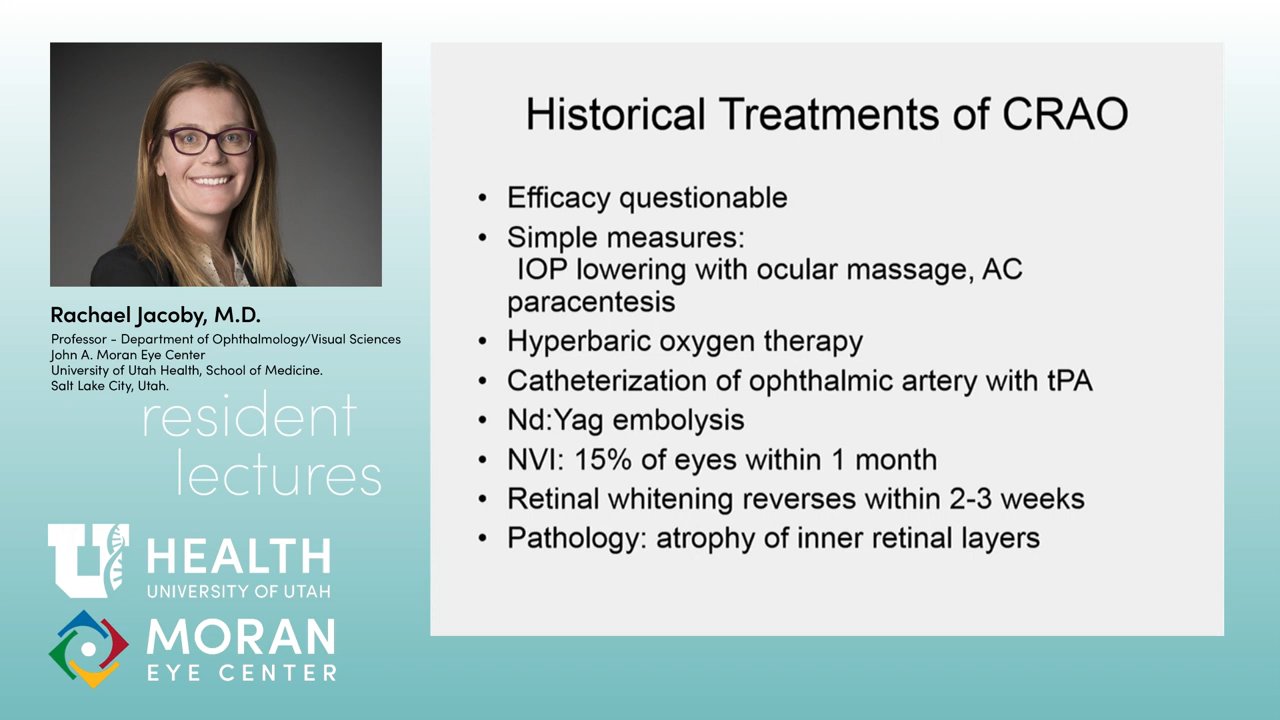 Rachael Jacoby, M.D.
Professor - Department of Ophthalmology/Visual Sciences
John A. Moran Eye Center
University of Utah Health, School of Medicine.
Salt Lake City, Utah.
resident
lectures
U HEALTH
UNIVERSITY OF UTAH
MORAN
EYE CENTER
Historical Treatments of CRAO
• Efficacy questionable
• Simple measures:
IOP lowering with ocular massage, AC
paracentesis
• Hyperbaric oxygen therapy
• Catheterization of ophthalmic artery with tPA
• Nd:Yag embolysis
• NVI: 15% of eyes within 1 month
• Retinal whitening reverses within 2-3 weeks
• Pathology: atrophy of inner retinal layers